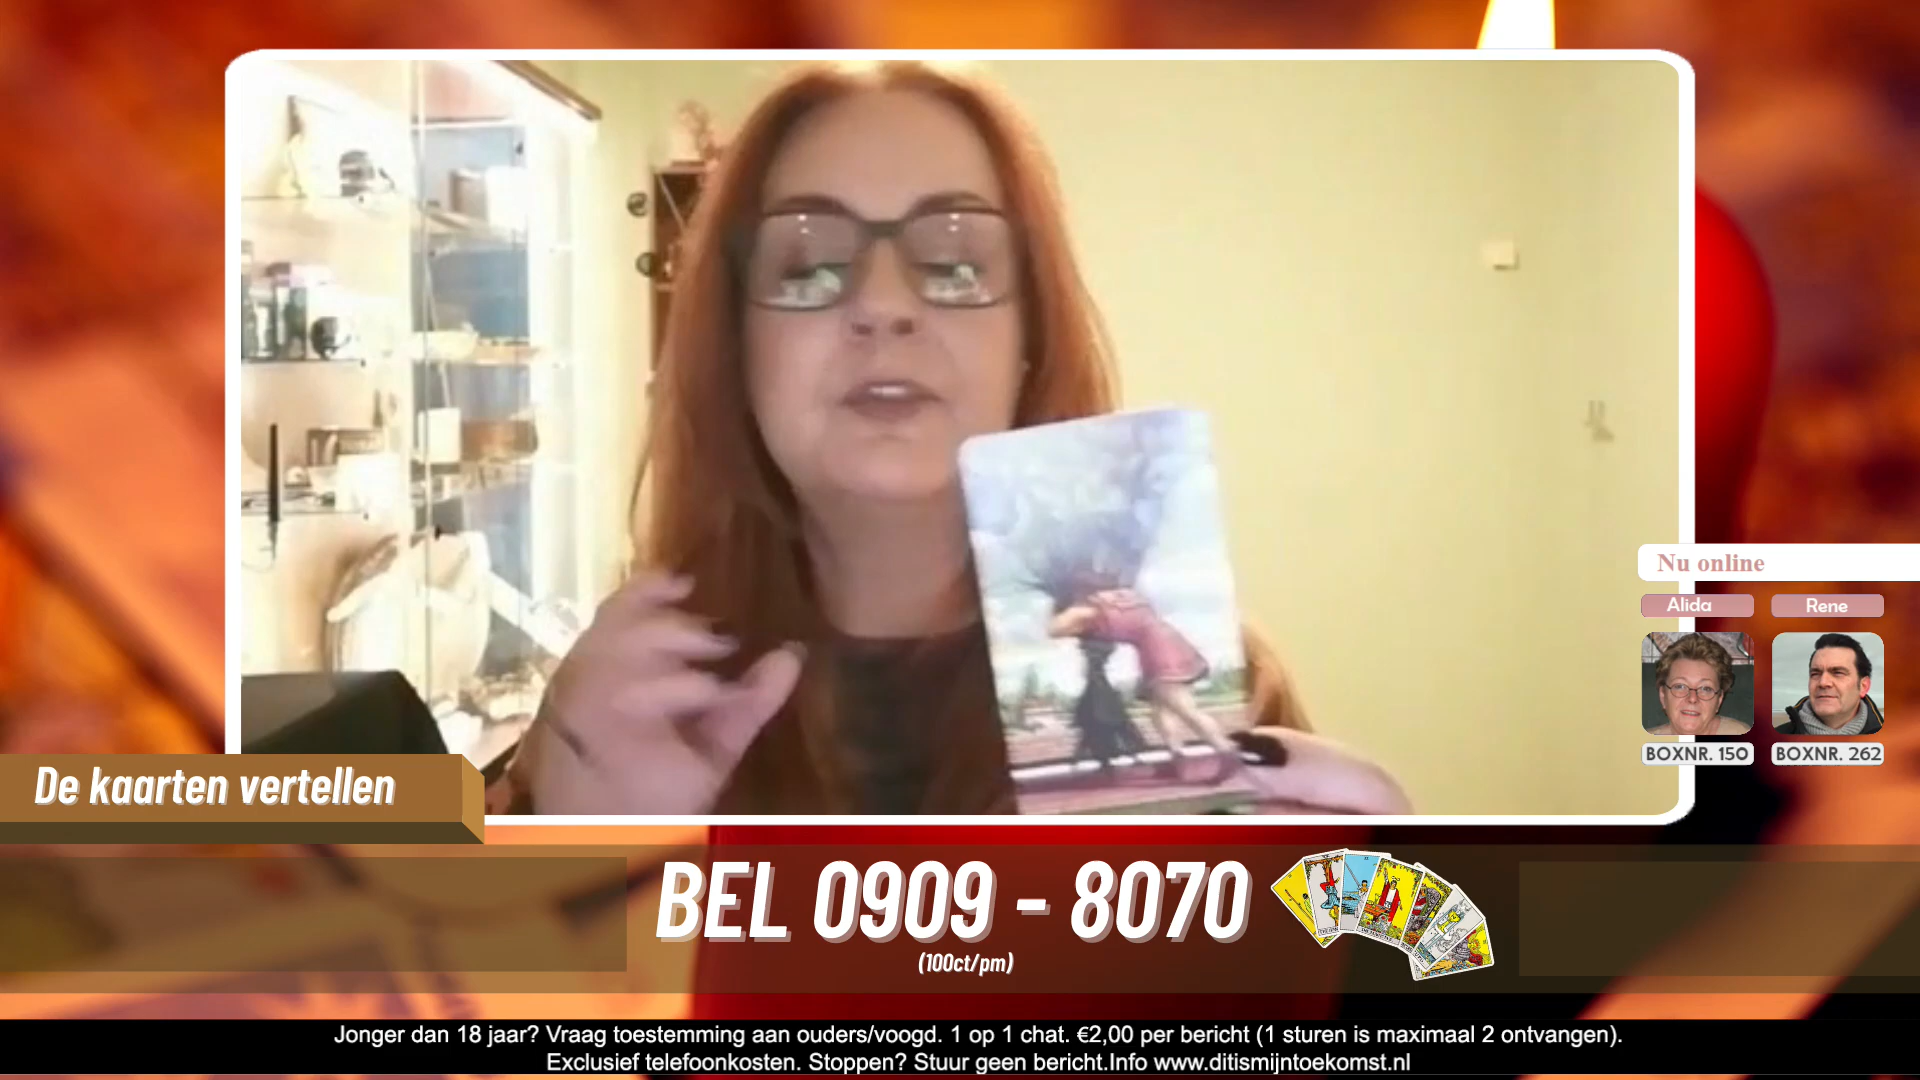 Nu online
Alida
Rene
BOXNR. 150
BOXNR. 262
De kaarten vertellen
BEL 0909 - 8070
(100ct/pm)
Jonger dan 18 jaar? Vraag toestemming aan ouders/voogd. 1 op 1 chat. €2,00 per bericht (1 sturen is maximaal 2 ontvangen).
Exclusief telefoonkosten. Stoppen? Stuur geen bericht.Info www.ditismijntoekomst.nl